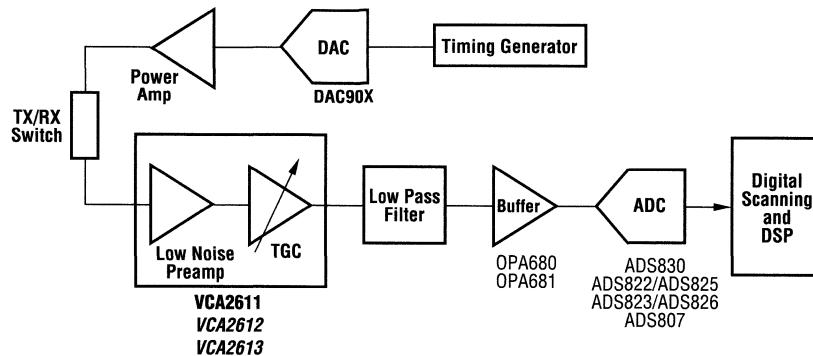 DAC
Timing Generator
Power
Amp
DAC90X
TX/RX
Switch
Low Noise
Preamp
TGC
Low Pass
Filter
Buffer
ADC
Digital
Scanning
and
DSP
VCA2611
VCA2612
VCA2613
OPA680
OPA681
ADS830
ADS822/ADS825
ADS823/ADS826
ADS807